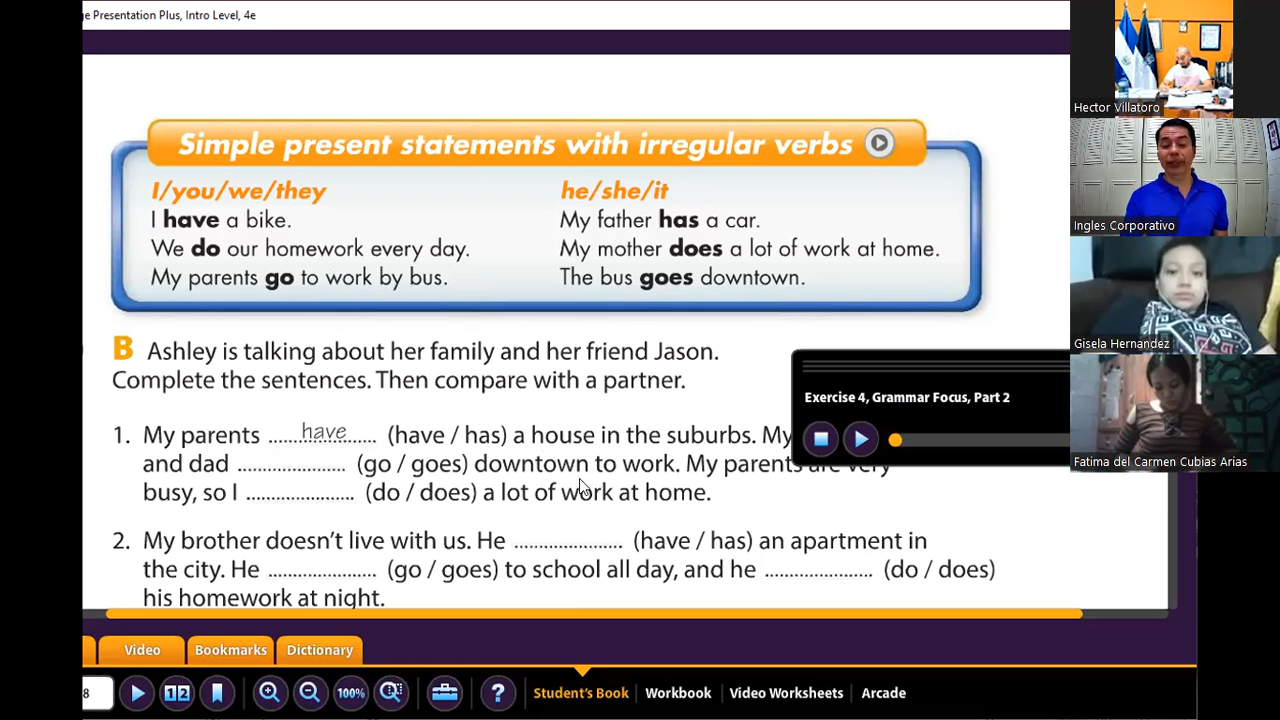 ge Presentation Plus, Intro Level, 4e
Simple present statements with irregular verbs
I/you/we/they
he/she/it
I have a bike.
My father has a car.
We do our homework every day.
My mother does a lot of work at home.
My parents go to work by bus.
The bus goes downtown.
B Ashley is talking about her family and her friend Jason.
Complete the sentences. Then compare with a partner.
1. My parents ....have.... (have / has) a house in the suburbs. My
and dad .................... (go / goes) downtown to work. My parents are very
busy, so I .................... (do / does) a lot of work at home.
2. My brother doesn't live with us. He .................... (have / has) an apartment in
the city. He .................... (go / goes) to school all day, and he .................... (do / does)
his homework at night.
Exercise 4, Grammar Focus, Part 2
Hector Villatoro
Ingles Corporativo
Gisela Hernandez
Fatima del Carmen Cubias Arias
Video
Bookmarks
Dictionary
8
1 2
100%
?
Student's Book
Workbook
Video Worksheets
Arcade